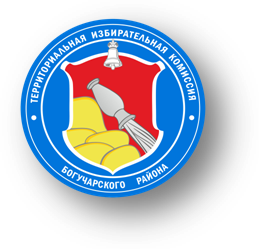 ТЕРРИТОРИАЛЬНАЯ ИЗБИРАТЕЛЬНАЯ КОМИССИЯ
БОГУЧАРСКОГО РАЙОНА